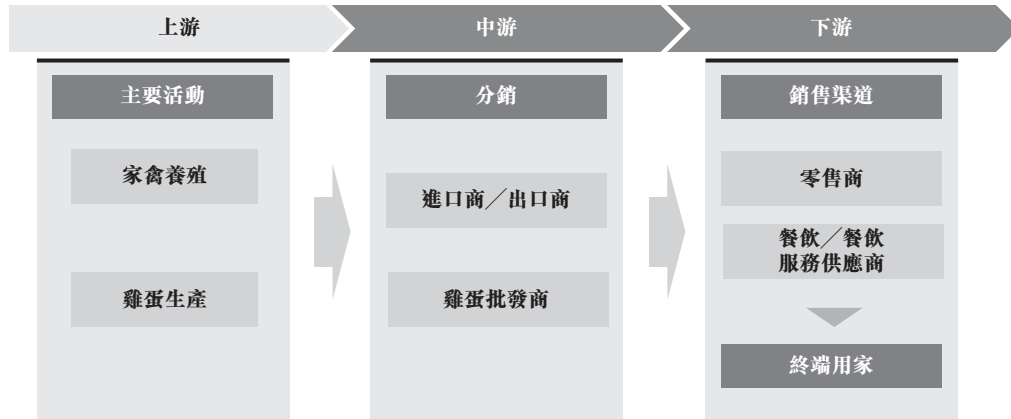 上游
中游
下游
主要活動
分銷
銷售渠道
家禽養殖
雞蛋生產
進口商／出口商
雞蛋批發商
零售商
餐飲／餐飲
服務供應商
終端用家